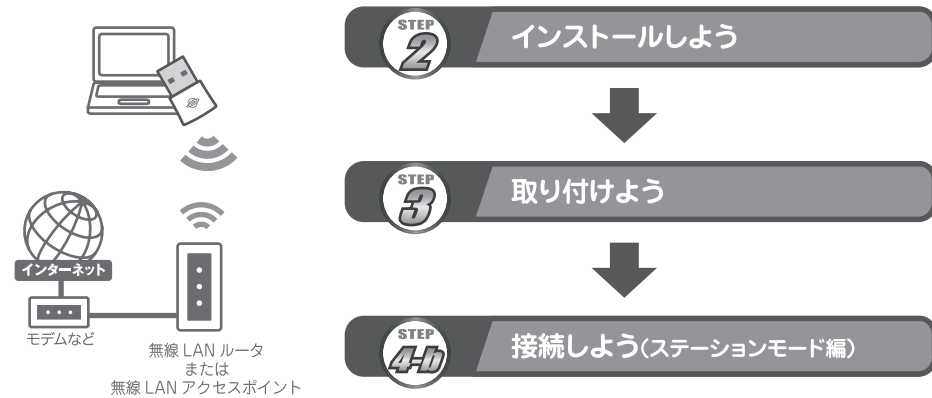 インターネット
モデムなど
無線 LAN ルータ
または
無線 LAN アクセスポイント
STEP
2
インストールしよう
STEP
3
取り付けよう
STEP
4-b
接続しよう(ステーションモード編)